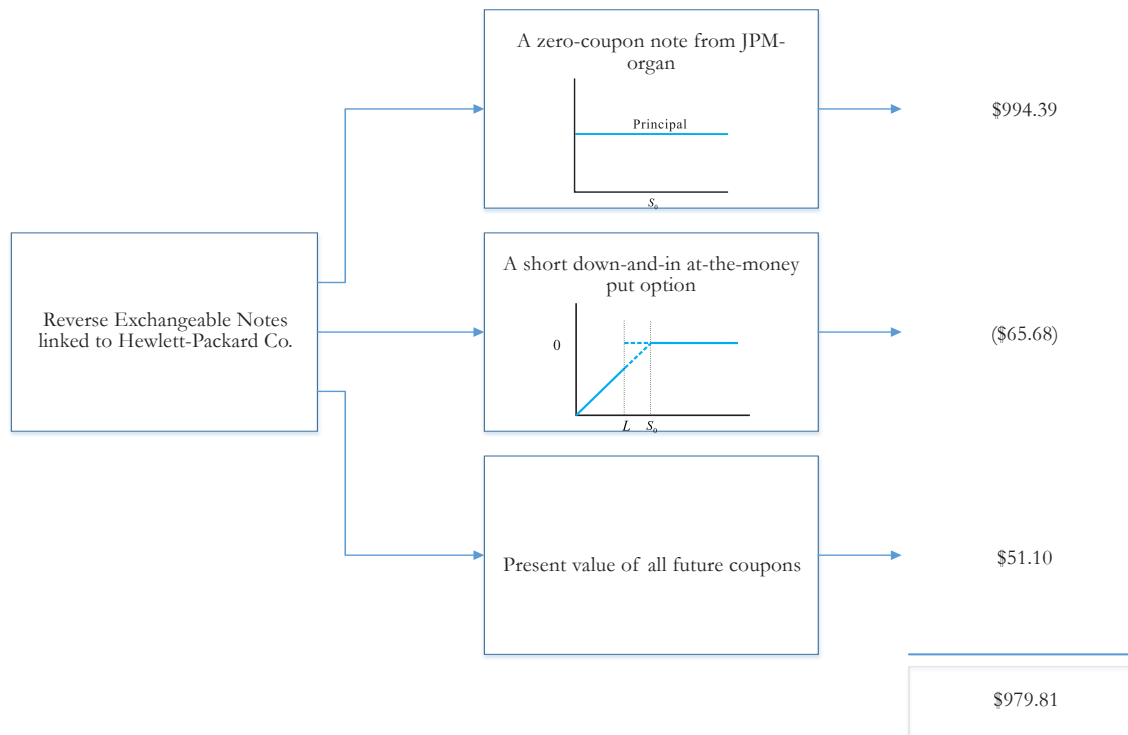 A zero-coupon note from JPM-
organ
Principal
S₀
$994.39
Reverse Exchangeable Notes
linked to Hewlett-Packard Co.
A short down-and-in at-the-money
put option
0
L S₀
($65.68)
Present value of all future coupons
$51.10
$979.81